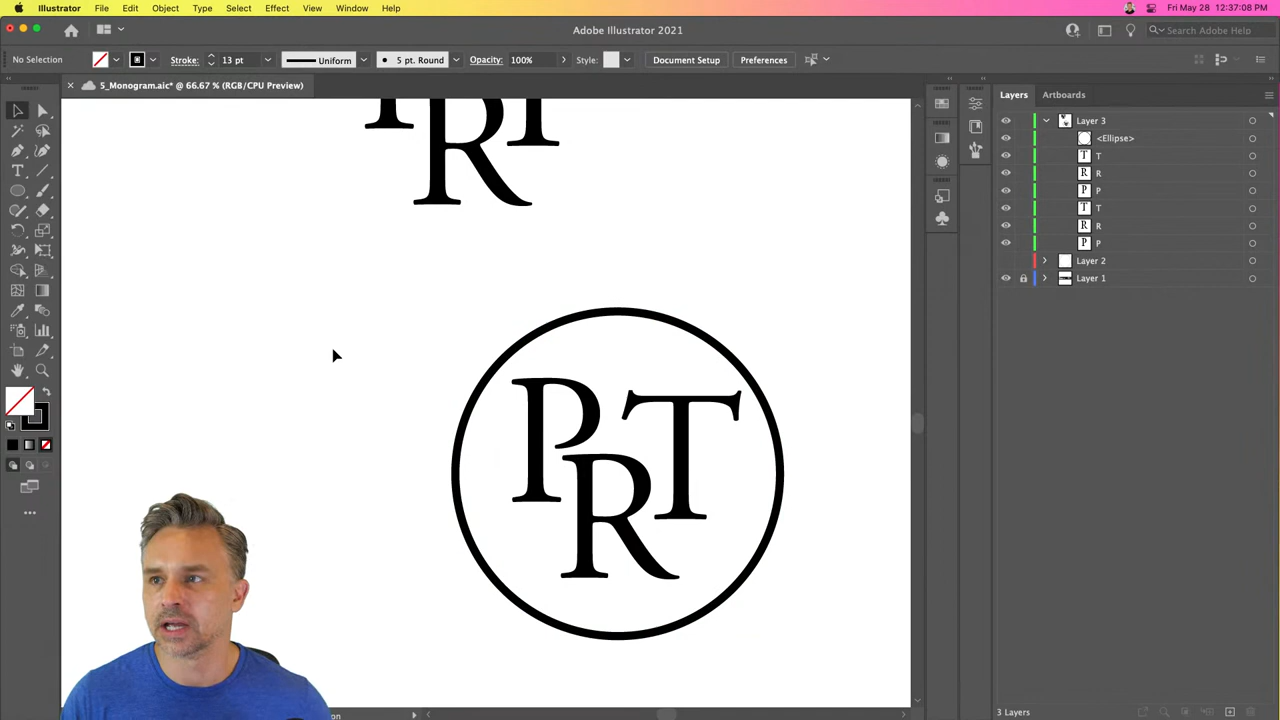 Illustrator File Edit Object Type Select Effect View Window Help Fri May 28 12:37:08 PM
Adobe Illustrator 2021
Search Adobe Help
No Selection Stroke: 13 pt Uniform 5 pt. Round Opacity: 100% Style: Document Setup Preferences
5_Monogram.aic* @ 66.67 % (RGB/CPU Preview)
Layers Artboards
Layer 3
<Ellipse>
T T
R R
P P
T T
R R
P P
Layer 2
Layer 1
R T
P T
R
3 Layers